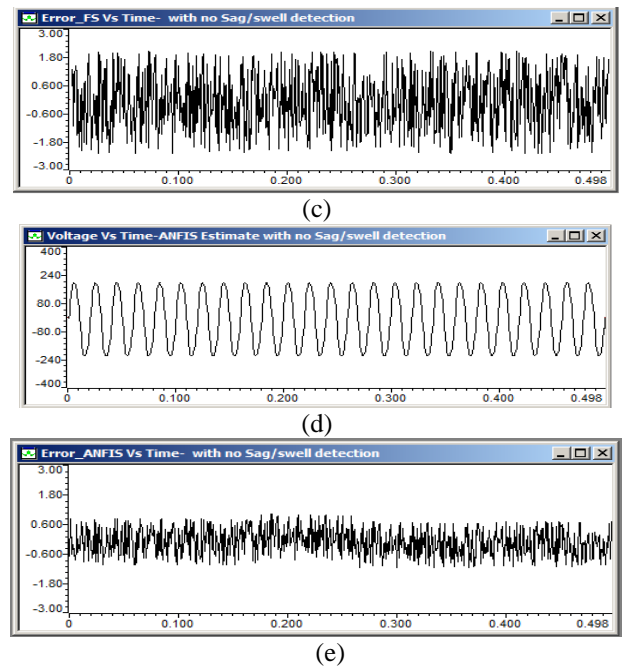 Error_FS Vs Time- with no Sag/swell detection
3.00
1.80
0.600
-0.600
-1.80
-3.00
0 0.100 0.200 0.300 0.400 0.498
(c)
Voltage Vs Time-ANFIS Estimate with no Sag/swell detection
400
240
80.0
-80.0
-240
-400
0 0.100 0.200 0.300 0.400 0.498
(d)
Error_ANFIS Vs Time- with no Sag/swell detection
3.00
1.80
0.600
-0.600
-1.80
-3.00
0 0.100 0.200 0.300 0.400 0.498
(e)